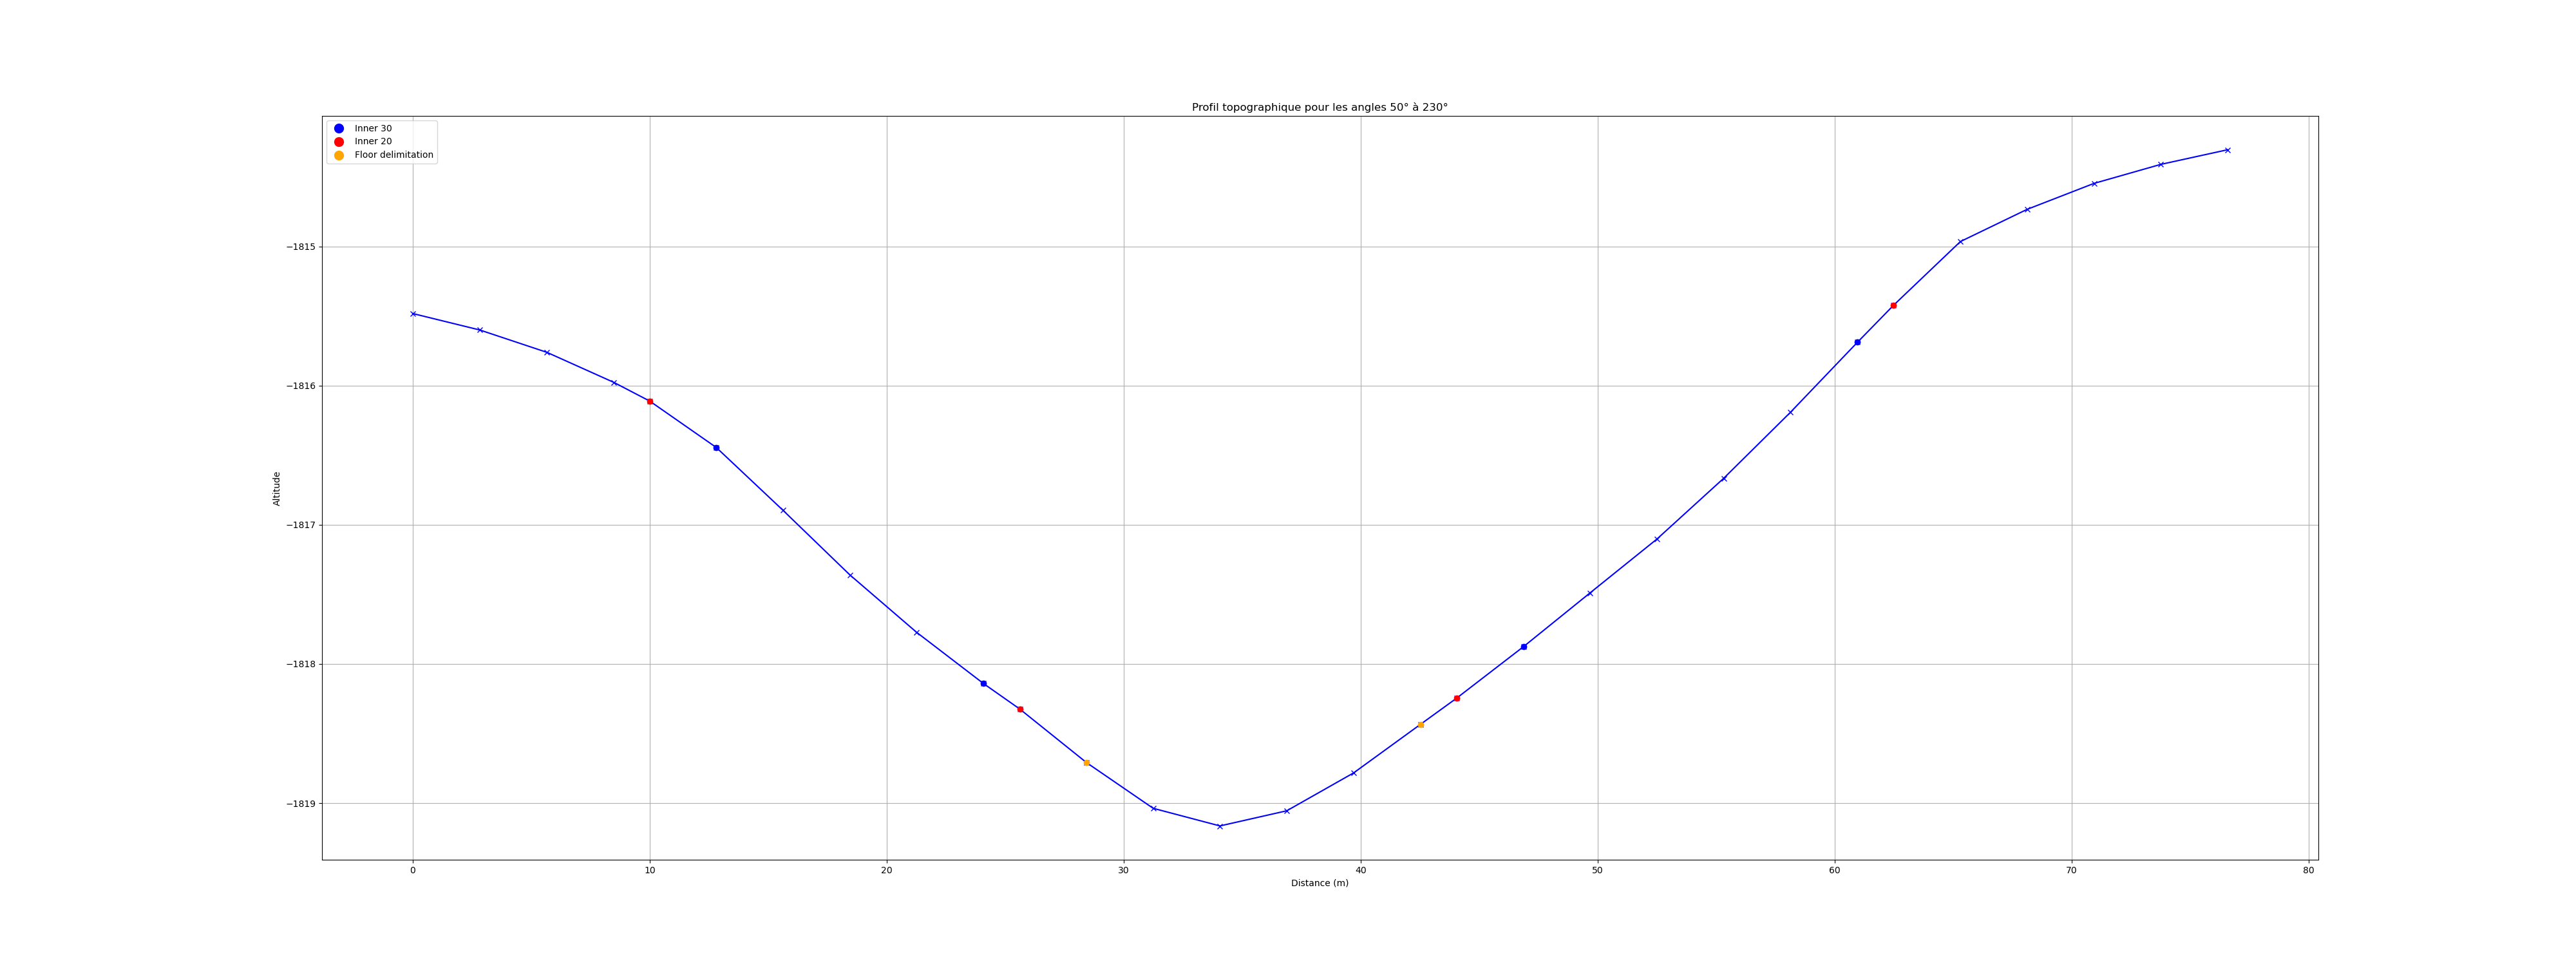 Profil topographique pour les angles 50° à 230°
Inner 30
Inner 20
Floor delimitation
Altitude
−1815
−1816
−1817
−1818
−1819
0 10 20 30 40 50 60 70 80
Distance (m)